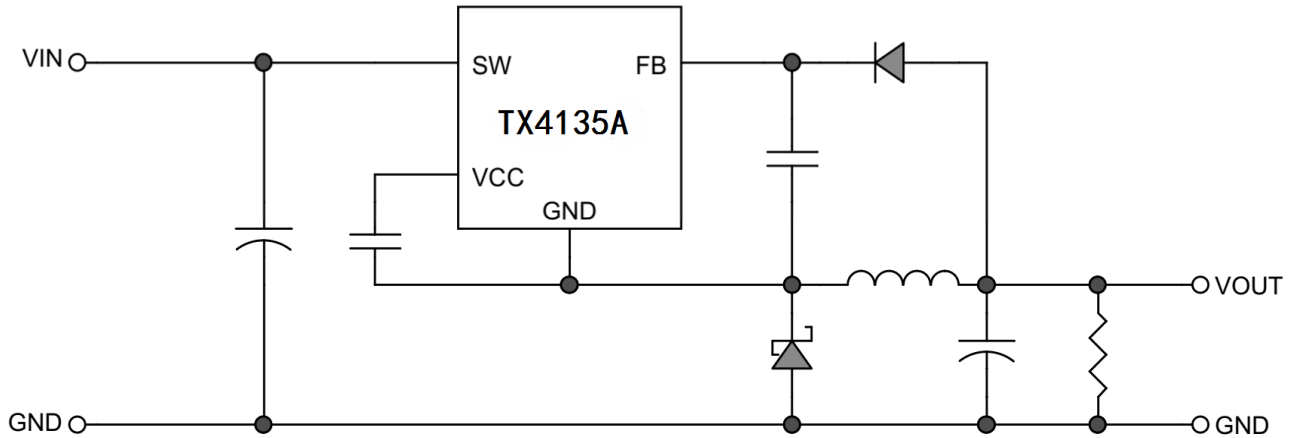 VIN
SW
FB
TX4135A
VCC
GND
VOUT
GND
GND